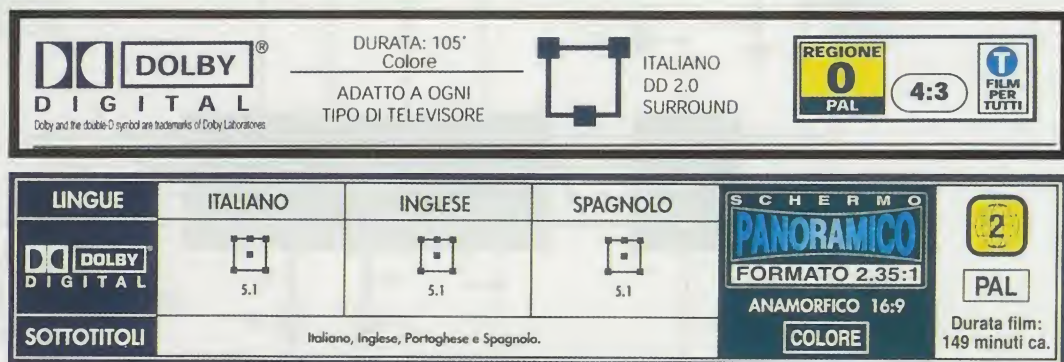 DOLBY ®
DIGITAL
Dolby and the double-D symbol are trademarks of Dolby Laboratories
DURATA: 105'
Colore
ADATTO A OGNI
TIPO DI TELEVISORE
ITALIANO
DD 2.0
SURROUND
REGIONE
0
PAL
4:3
T
FILM
PER
TUTTI
LINGUE
ITALIANO
INGLESE
SPAGNOLO
DOLBY
DIGITAL
5.1
5.1
5.1
SOTTOTITOLI
Italiano, Inglese, Portoghese e Spagnolo.
SCHERMO
PANORAMICO
FORMATO 2.35:1
ANAMORFICO 16:9
COLORE
2
PAL
Durata film:
149 minuti ca.